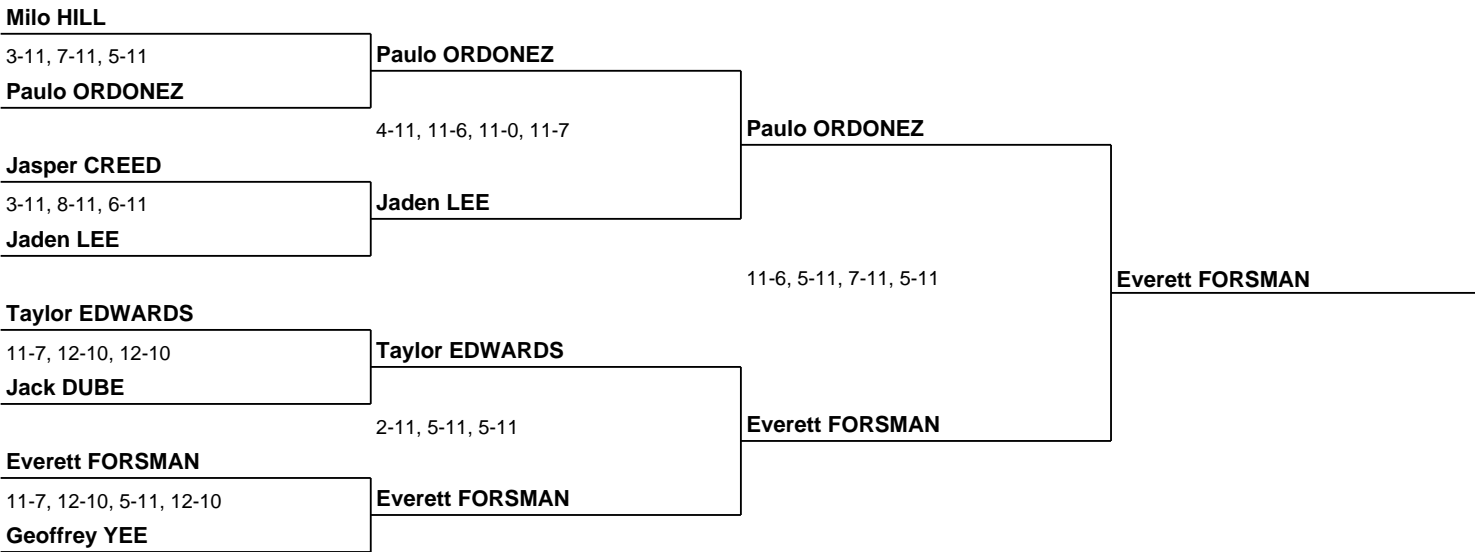 Milo HILL
3-11, 7-11, 5-11
Paulo ORDONEZ
Paulo ORDONEZ
4-11, 11-6, 11-0, 11-7
Paulo ORDONEZ
Jasper CREED
3-11, 8-11, 6-11
Jaden LEE
Jaden LEE
11-6, 5-11, 7-11, 5-11
Everett FORSMAN
Taylor EDWARDS
11-7, 12-10, 12-10
Taylor EDWARDS
Jack DUBE
2-11, 5-11, 5-11
Everett FORSMAN
Everett FORSMAN
11-7, 12-10, 5-11, 12-10
Everett FORSMAN
Geoffrey YEE